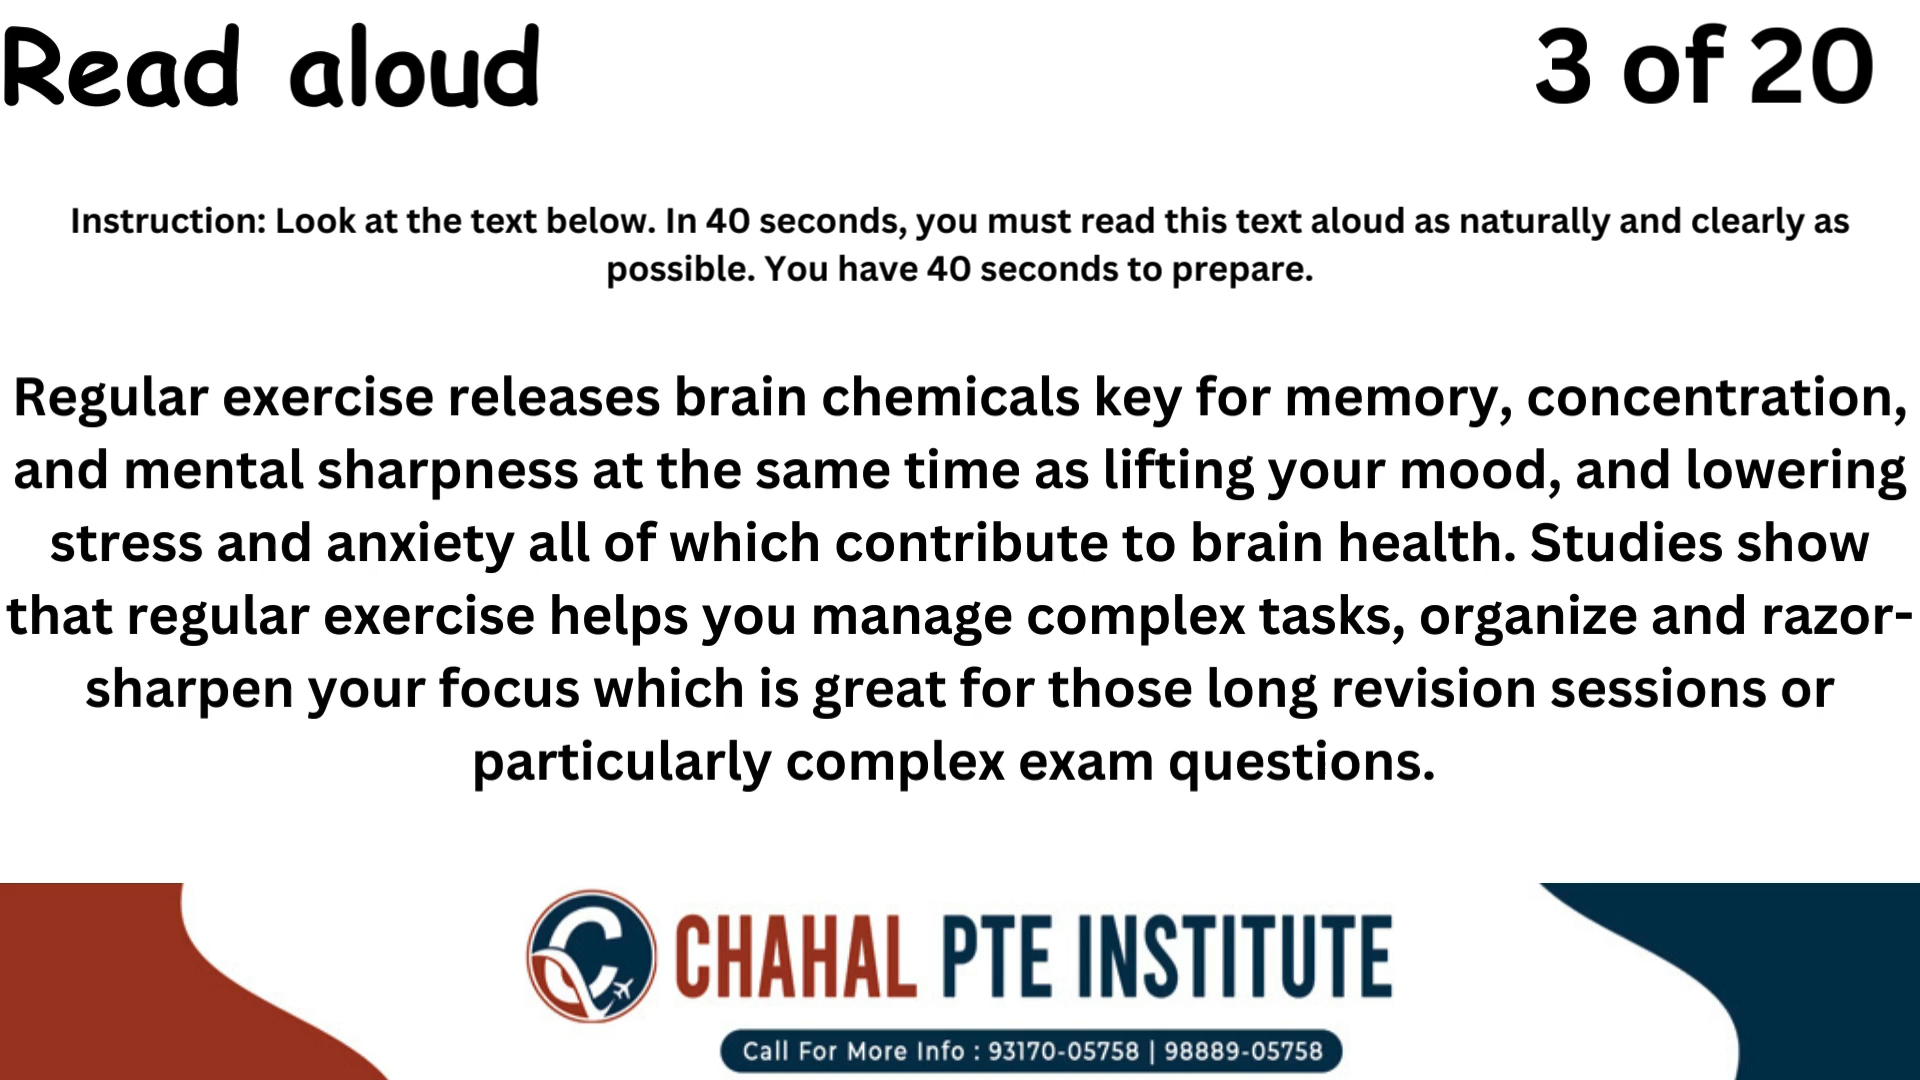 Read aloud
3 of 20
Instruction: Look at the text below. In 40 seconds, you must read this text aloud as naturally and clearly as
possible. You have 40 seconds to prepare.
Regular exercise releases brain chemicals key for memory, concentration,
and mental sharpness at the same time as lifting your mood, and lowering
stress and anxiety all of which contribute to brain health. Studies show
that regular exercise helps you manage complex tasks, organize and razor-
sharpen your focus which is great for those long revision sessions or
particularly complex exam questions.
CHAHAL PTE INSTITUTE
Call For More Info : 93170-05758 | 98889-05758